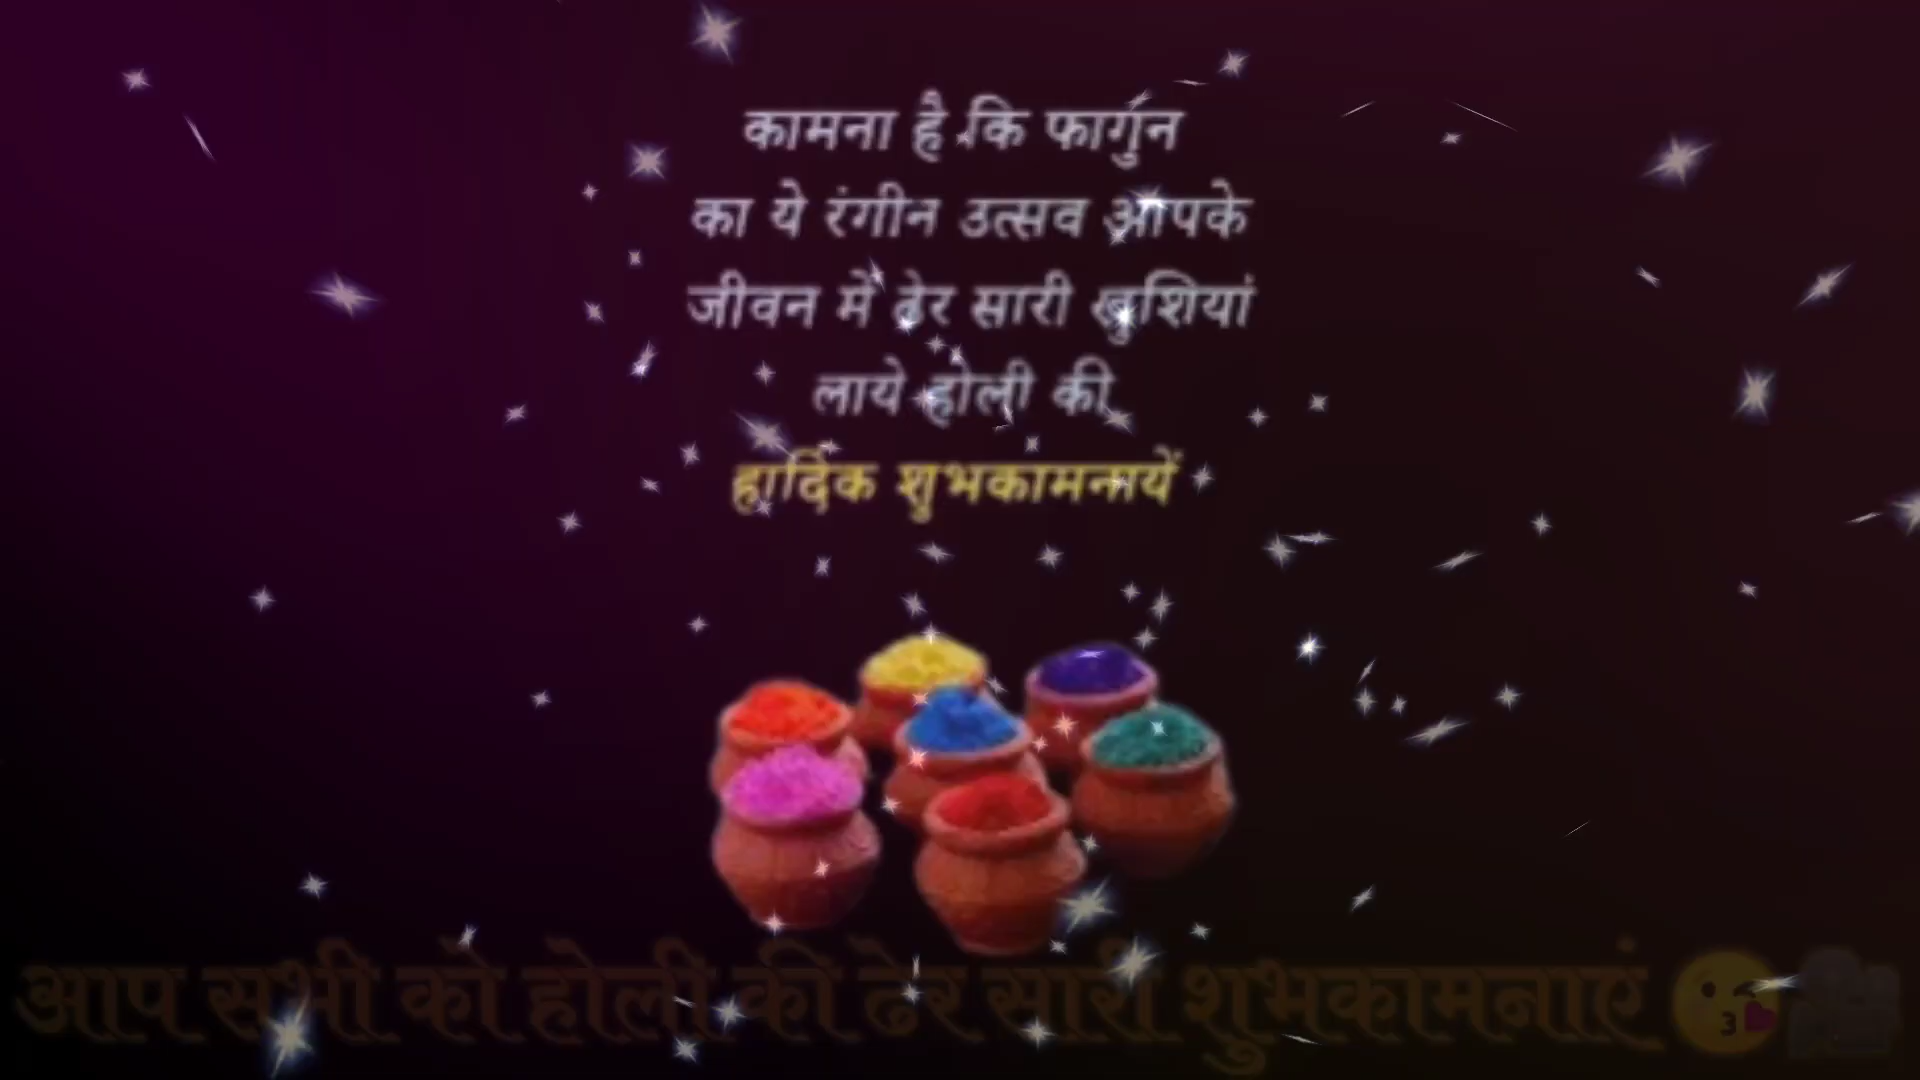 कामना है कि फागुन
का ये रंगीन उत्सव आपके
जीवन में ढेर सारी खुशियां
लाये होली की
हार्दिक शुभकामनायें
आप सभी को होली की ढेर सारी शुभकामनाएं 😘